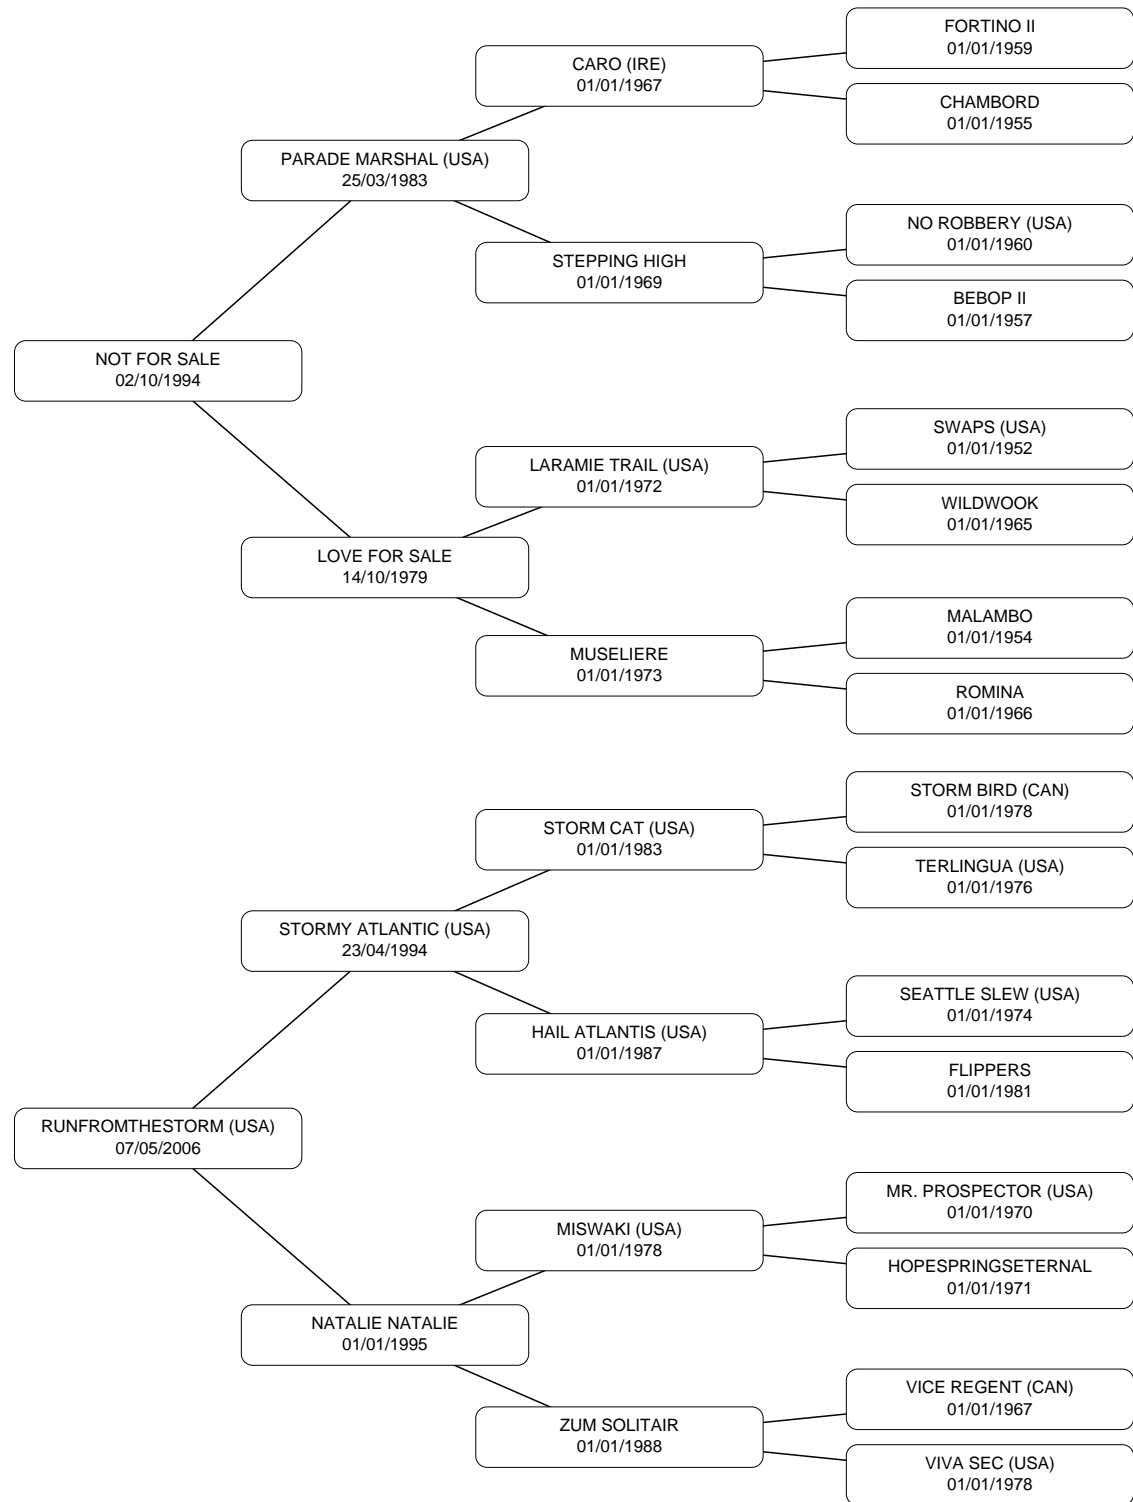 FORTINO II
01/01/1959
CARO (IRE)
01/01/1967
CHAMBORD
01/01/1955
PARADE MARSHAL (USA)
25/03/1983
NO ROBBERY (USA)
01/01/1960
STEPPING HIGH
01/01/1969
BEBOP II
01/01/1957
NOT FOR SALE
02/10/1994
SWAPS (USA)
01/01/1952
LARAMIE TRAIL (USA)
01/01/1972
WILDWOOK
01/01/1965
LOVE FOR SALE
14/10/1979
MALAMBO
01/01/1954
MUSELIERE
01/01/1973
ROMINA
01/01/1966
STORM BIRD (CAN)
01/01/1978
STORM CAT (USA)
01/01/1983
TERLINGUA (USA)
01/01/1976
STORMY ATLANTIC (USA)
23/04/1994
SEATTLE SLEW (USA)
01/01/1974
HAIL ATLANTIS (USA)
01/01/1987
FLIPPERS
01/01/1981
RUNFROMTHESTORM (USA)
07/05/2006
MR. PROSPECTOR (USA)
01/01/1970
MISWAKI (USA)
01/01/1978
HOPESPRINGSETERNAL
01/01/1971
NATALIE NATALIE
01/01/1995
VICE REGENT (CAN)
01/01/1967
ZUM SOLITAIR
01/01/1988
VIVA SEC (USA)
01/01/1978